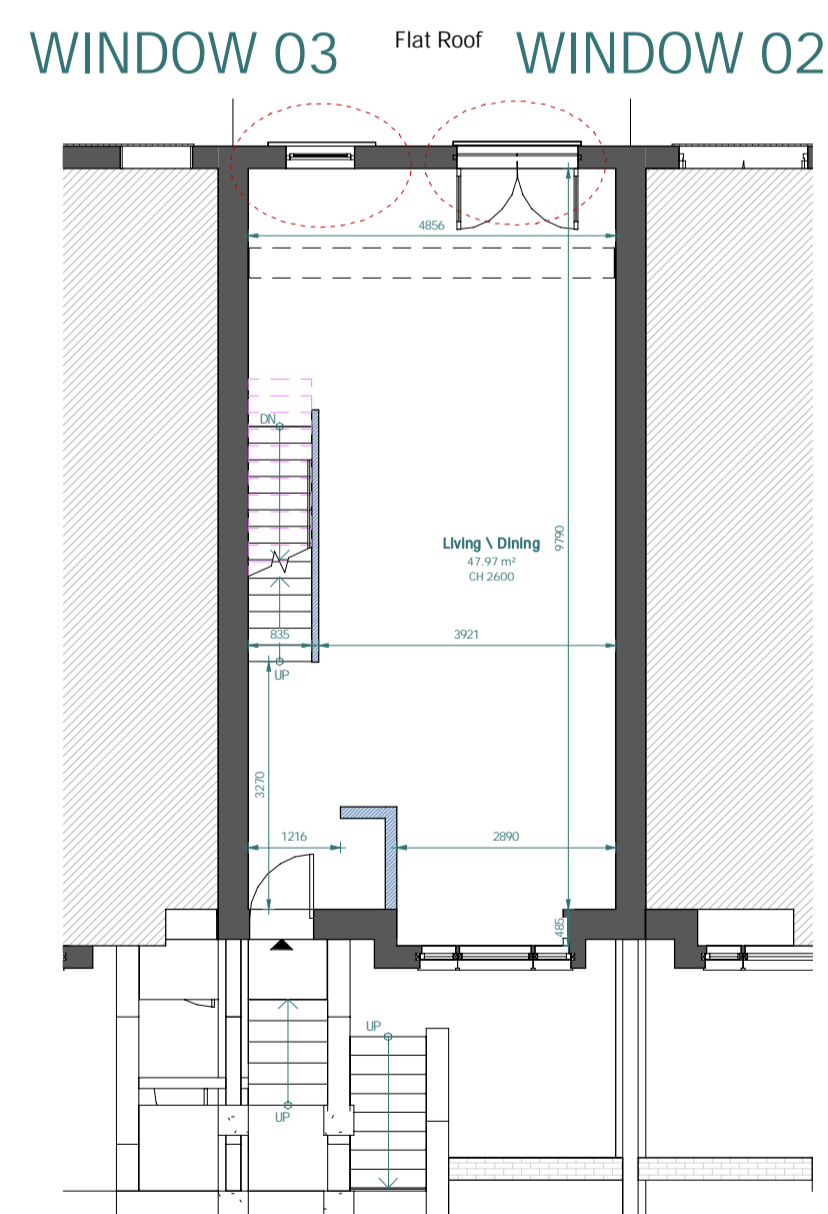 WINDOW 03
Flat Roof
WINDOW 02
4856
DN
Living \ Dining
47.97 m²
CH 2600
9790
835
3921
UP
3270
1216
2890
485
UP
UP